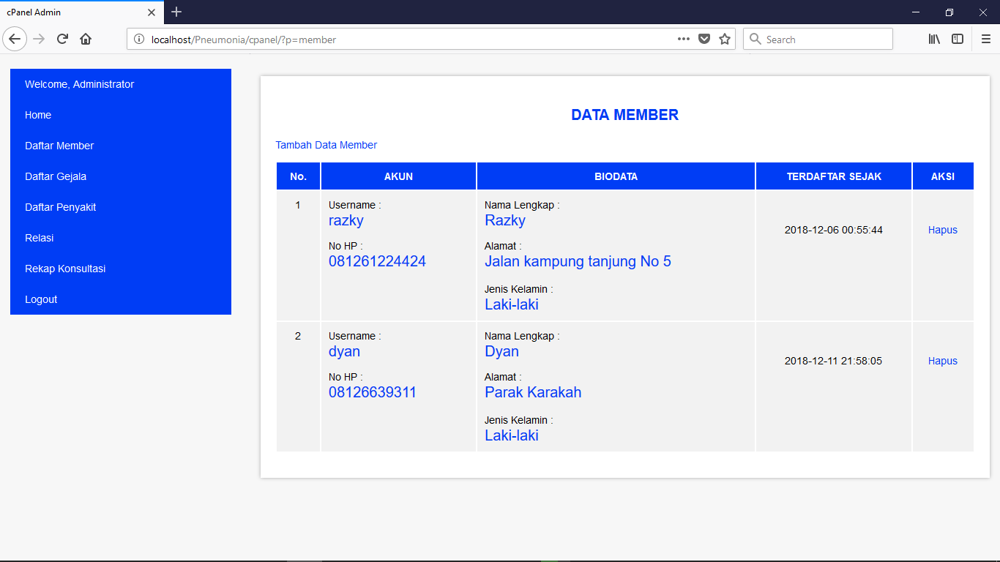 cPanel Admin
localhost/Pneumonia/cpanel/?p=member
Search
Welcome, Administrator
Home
Daftar Member
Daftar Gejala
Daftar Penyakit
Relasi
Rekap Konsultasi
Logout
DATA MEMBER
Tambah Data Member
No. AKUN BIODATA TERDAFTAR SEJAK AKSI
1
Username :
razky
No HP :
081261224424
Nama Lengkap :
Razky
Alamat :
Jalan kampung tanjung No 5
Jenis Kelamin :
Laki-laki
2018-12-06 00:55:44
Hapus
2
Username :
dyan
No HP :
08126639311
Nama Lengkap :
Dyan
Alamat :
Parak Karakah
Jenis Kelamin :
Laki-laki
2018-12-11 21:58:05
Hapus